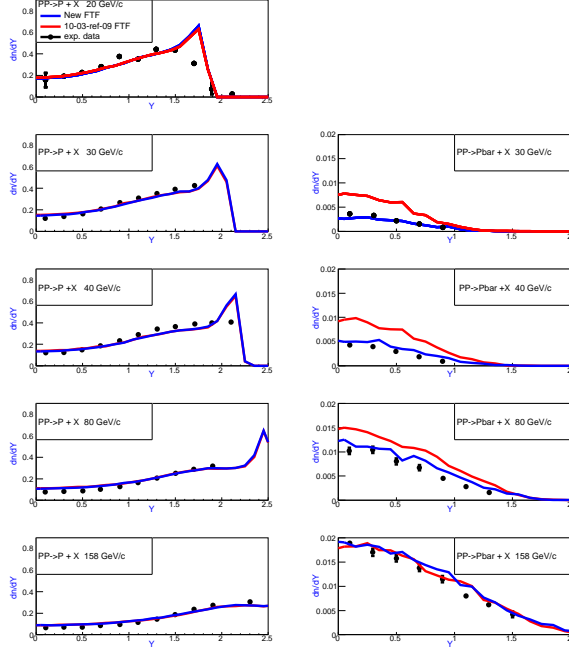 PP->P + X   20 GeV/c
New FTF
10-03-ref-09 FTF
exp. data
dn/dY
0.8
0.6
0.4
0.2
0
0 0.5 1 1.5 2 2.5
Y
PP->P + X   30 GeV/c
dn/dY
0.8
0.6
0.4
0.2
0
0 0.5 1 1.5 2 2.5
Y
PP->Pbar + X   30 GeV/c
dn/dY
0.02
0.015
0.01
0.005
0
0 0.5 1 1.5 2
Y
PP->P +X   40 GeV/c
dn/dY
0.8
0.6
0.4
0.2
0
0 0.5 1 1.5 2 2.5
Y
PP->Pbar +X   40 GeV/c
dn/dY
0.02
0.015
0.01
0.005
0
0 0.5 1 1.5 2
Y
PP->P + X   80 GeV/c
dn/dY
0.8
0.6
0.4
0.2
0
0 0.5 1 1.5 2 2.5
Y
PP->Pbar + X   80 GeV/c
dn/dY
0.02
0.015
0.01
0.005
0
0 0.5 1 1.5 2
Y
PP->P + X   158 GeV/c
dn/dY
0.8
0.6
0.4
0.2
0
0 0.5 1 1.5 2 2.5
Y
PP->Pbar + X   158 GeV/c
dn/dY
0.02
0.015
0.01
0.005
0
0 0.5 1 1.5 2
Y